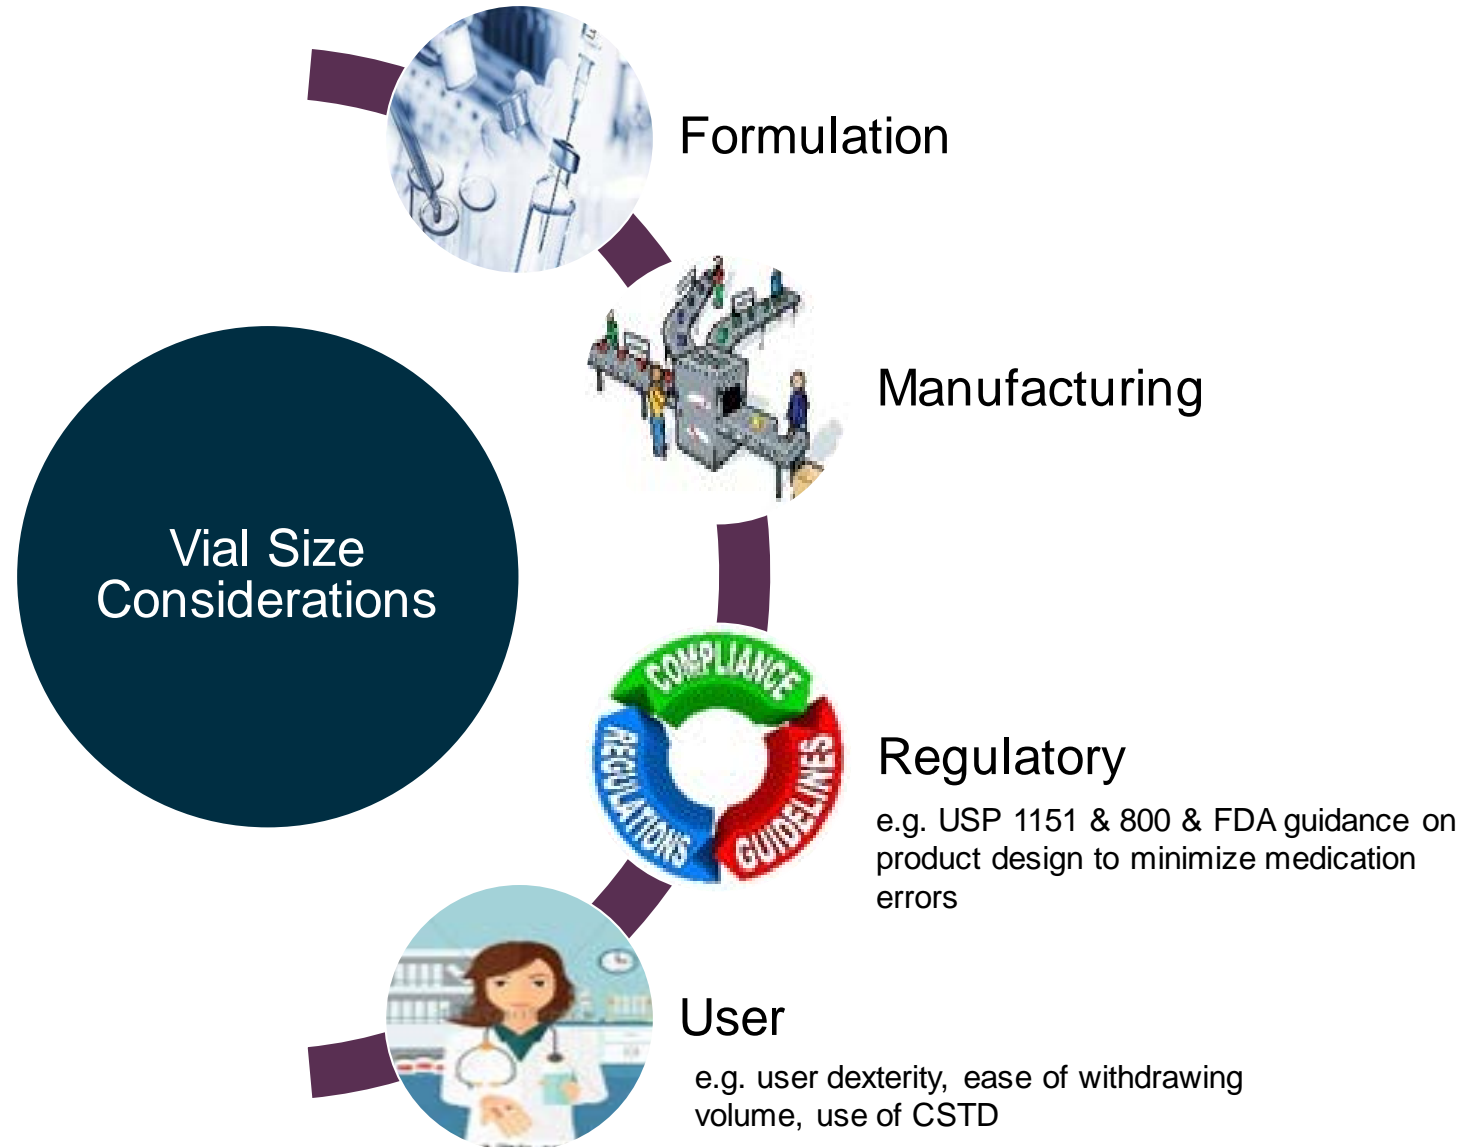 Formulation
Manufacturing
Vial Size
Considerations
COMPLIANCE
REGULATIONS
GUIDELINES
Regulatory
e.g. USP 1151 & 800 & FDA guidance on
product design to minimize medication
errors
User
e.g. user dexterity, ease of withdrawing
volume, use of CSTD